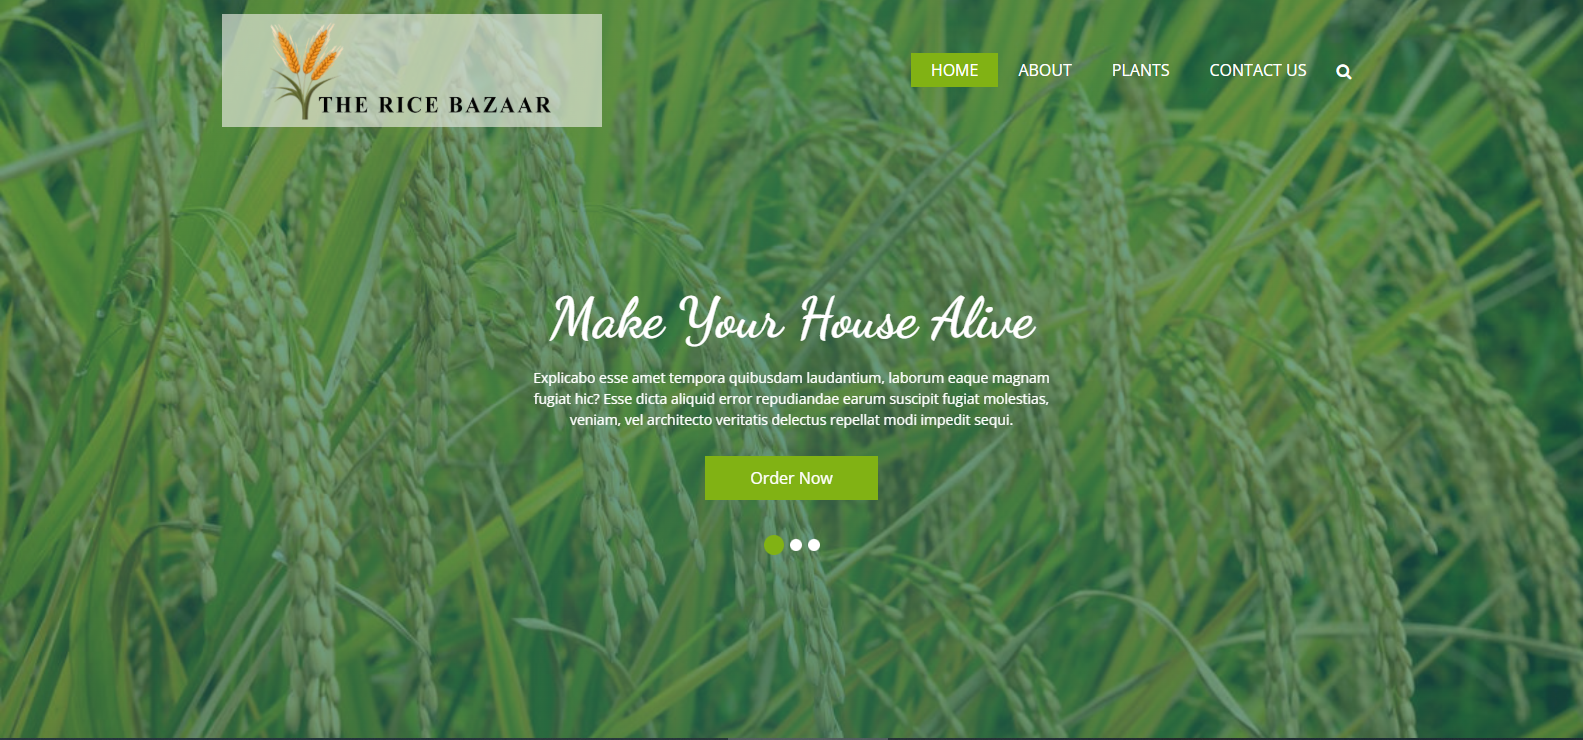 THE RICE BAZAAR
HOME ABOUT PLANTS CONTACT US
Make Your House Alive
Explicabo esse amet tempora quibusdam laudantium, laborum eaque magnam
fugiat hic? Esse dicta aliquid error repudiandae earum suscipit fugiat molestias,
veniam, vel architecto veritatis delectus repellat modi impedit sequi.
Order Now